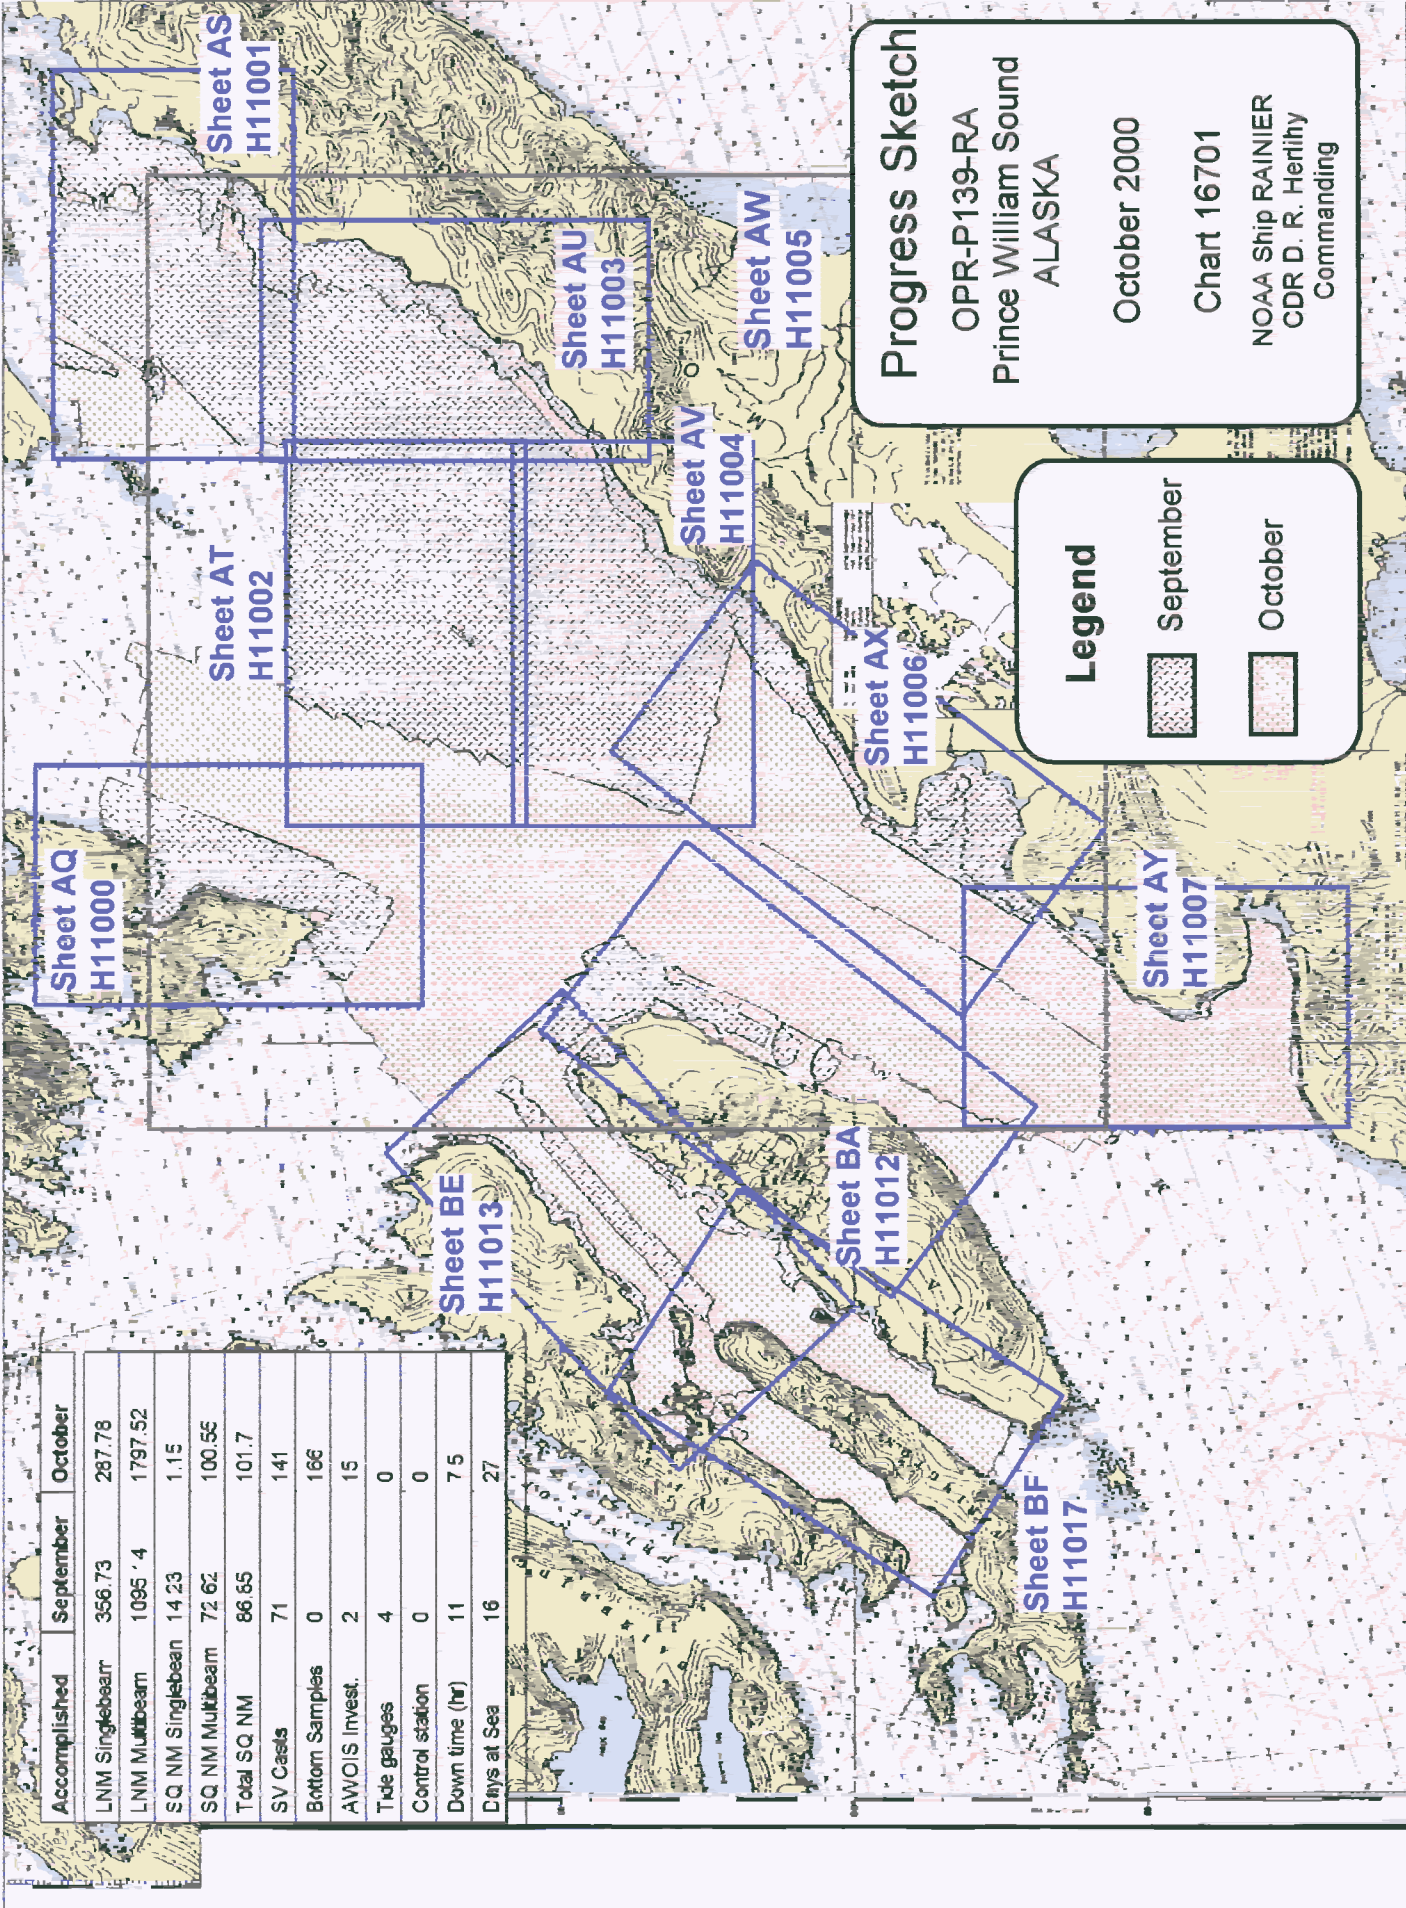 Accomplished September October
LNM Singlebeam 356.73 287.78
LNM Multibeam 1095 4 1797.52
SQ NM Singlebean 14 23 1.15
SQ NM Multibeam 72 62 100.55
Total SQ NM 86.85 101.7
SV Casts 71 141
Bottom Samples 0 166
AWOIS Invest. 2 15
Tide gauges 4 0
Control station 0 0
Down time (hr) 11 7 5
Days at Sea 16 27
Sheet AQ
H11000
Sheet AT
H11002
Sheet AS
H11001
Sheet AU
H11003
Sheet AV
H11004
Sheet AW
H11005
Sheet BE
H11013
Sheet BA
H11012
Sheet AX
H11006
Sheet BF
H11017
Sheet AY
H11007
Legend
September
October
Progress Sketch
OPR-P139-RA
Prince William Sound
ALASKA
October 2000
Chart 16701
NOAA Ship RAINIER
CDR D. R. Herlihy
Commanding